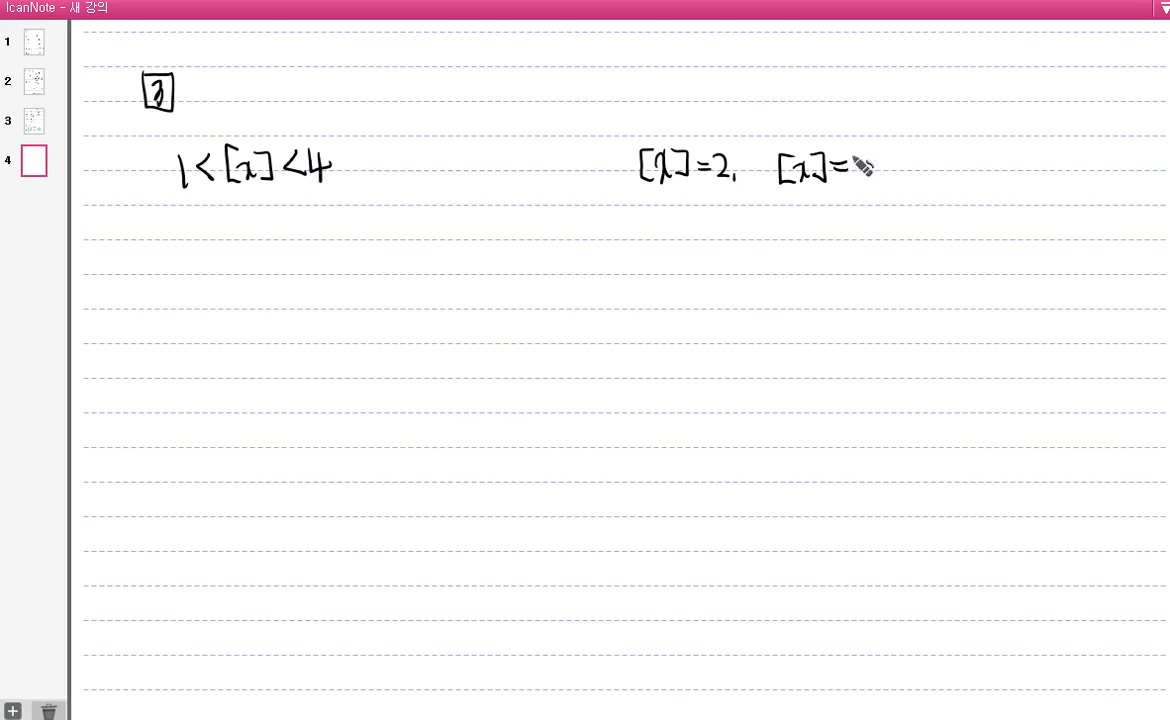 IcanNote - 새 강의
1
2
3
4
3
1 < [x] < 4    [x] = 2,    [x] =